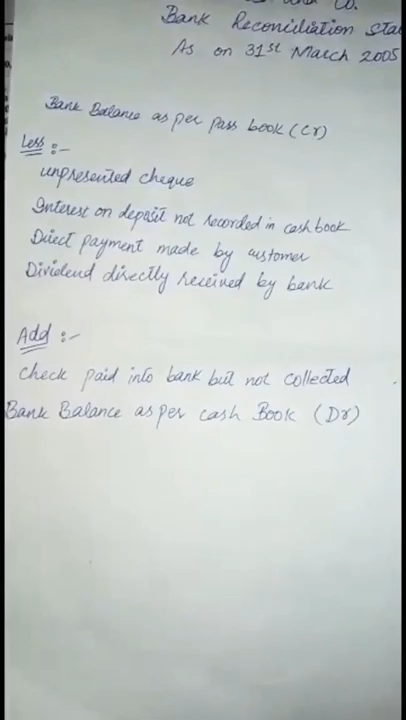 Co.
Bank Reconciliation Sta
As on 31st March 2005
Bank Balance as per pass book (Cr)
Less :-
unpresented cheque
Interest on deposit not recorded in cash book
Direct payment made by customer
Dividend directly received by bank
Add :-
check paid into bank but not collected
Bank Balance as per cash Book (Dr)